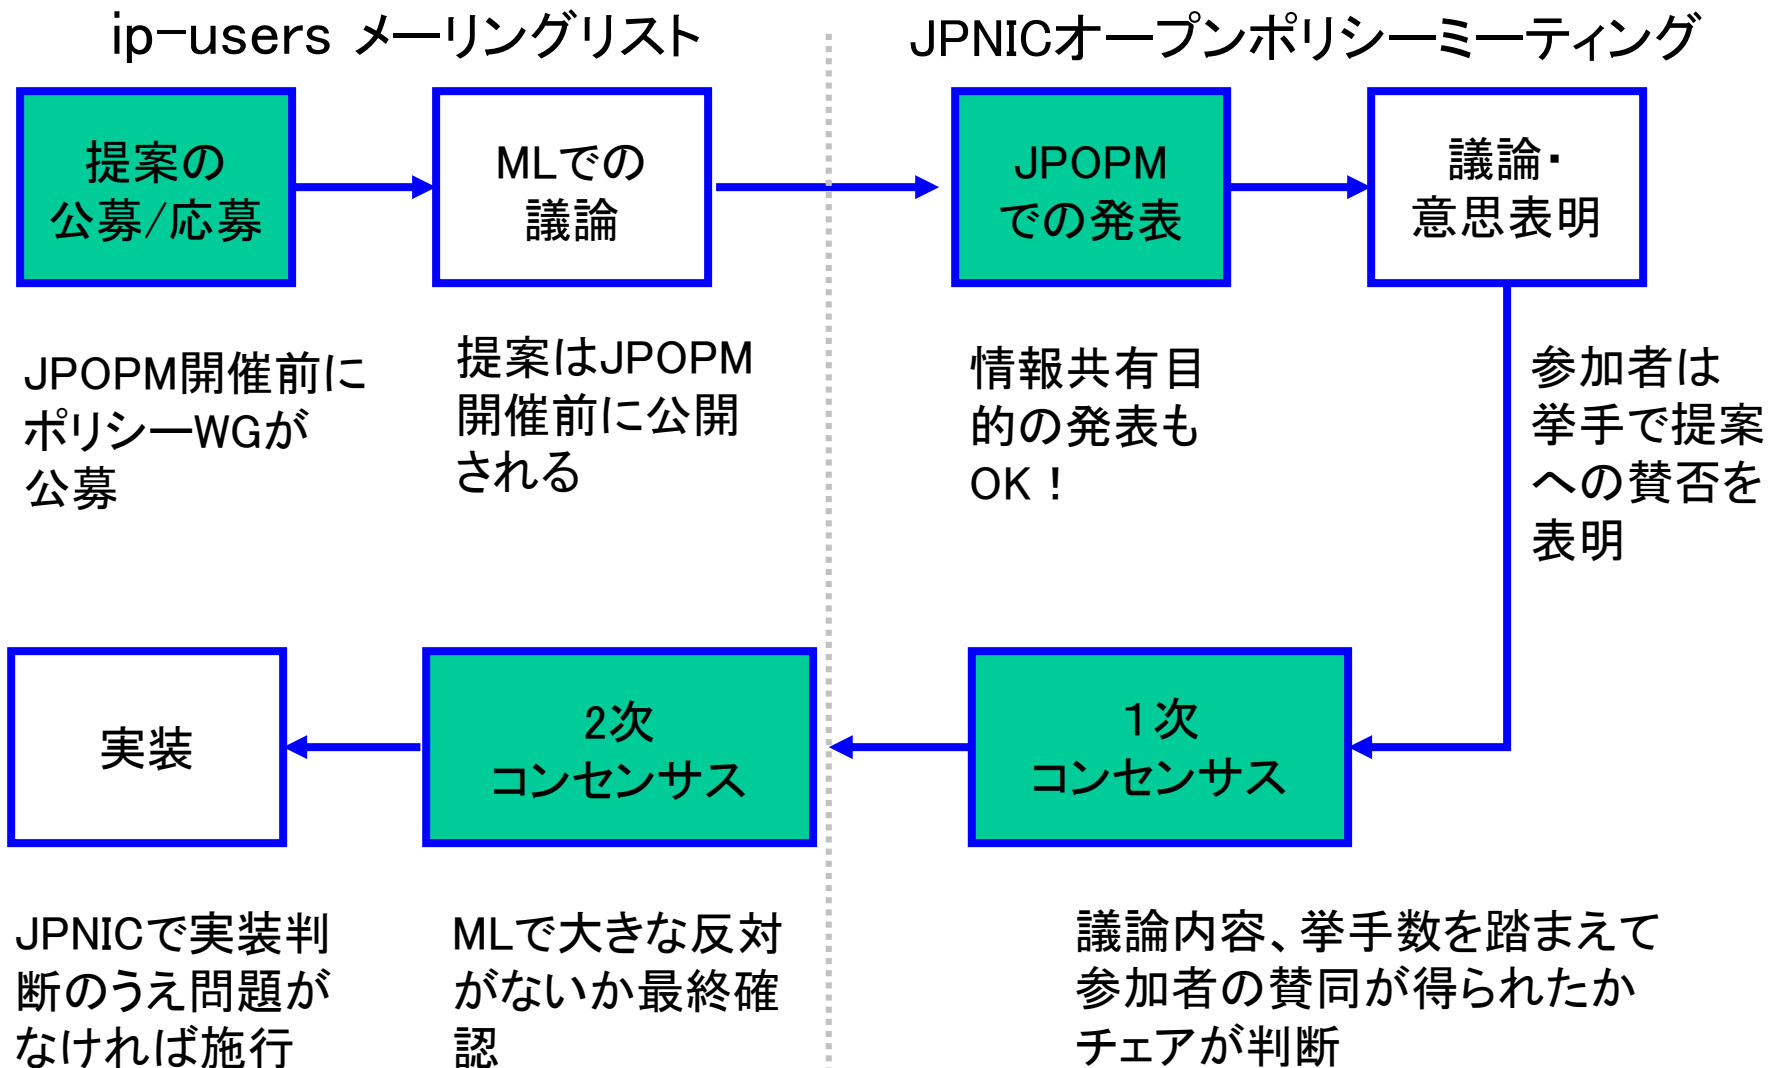 ip-users メーリングリスト
JPNICオープンポリシーミーティング
提案の
公募/応募
MLでの
議論
JPOPM
での発表
議論・
意思表明
JPOPM開催前に
ポリシーWGが
公募
提案はJPOPM
開催前に公開
される
情報共有目
的の発表も
OK！
参加者は
挙手で提案
への賛否を
表明
実装
2次
コンセンサス
１次
コンセンサス
JPNICで実装判
断のうえ問題が
なければ施行
MLで大きな反対
がないか最終確
認
議論内容、挙手数を踏まえて
参加者の賛同が得られたか
チェアが判断